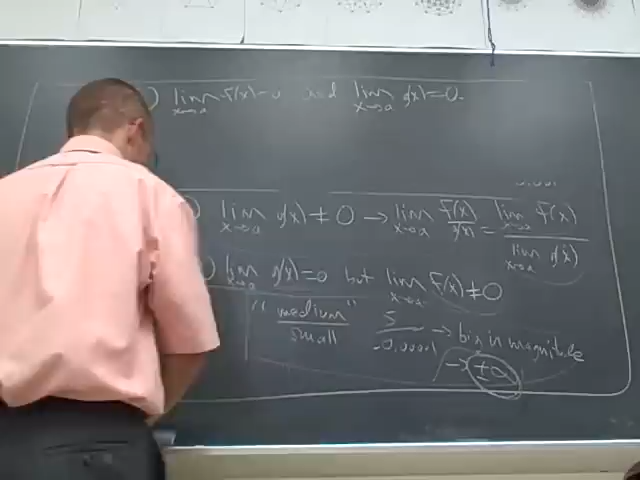 ) lim x→a f(x)=0 and lim x→a g(x)=0.
) lim x→a g(x) ≠ 0 → lim x→a f(x)/g(x) = lim x→a f(x) / lim x→a g(x)
) lim x→a g(x)=0 but lim x→a f(x) ≠ 0
"medium"/small 5/-0.00001 → big in magnitude
→ ±∞